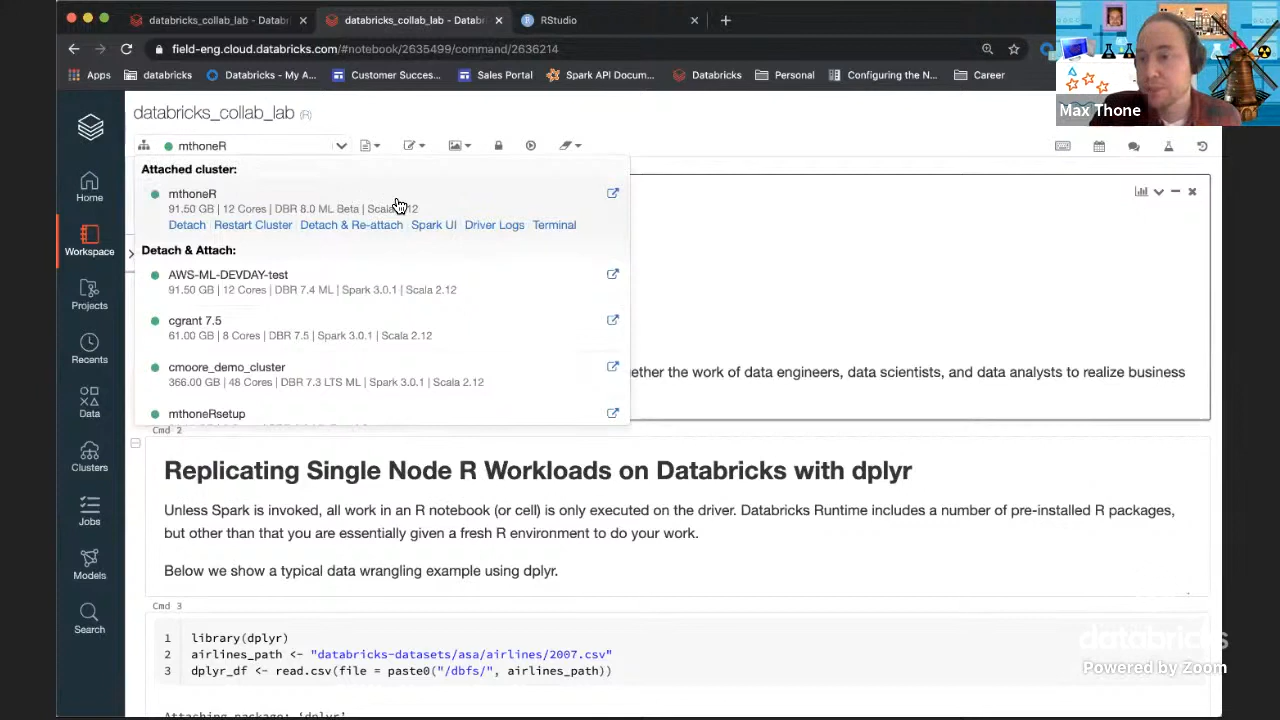 databricks_collab_lab - Databri
databricks_collab_lab - Databri
RStudio
field-eng.cloud.databricks.com/#notebook/2635499/command/2636214
Apps
databricks
Databricks - My A...
Customer Succes...
Sales Portal
Spark API Docum...
Databricks
Personal
Configuring the N...
Career
Max Thone
databricks_collab_lab (R)
mthoneR
Attached cluster:
mthoneR
91.50 GB | 12 Cores | DBR 8.0 ML Beta | Scala 2.12
Detach Restart Cluster Detach & Re-attach Spark UI Driver Logs Terminal
Detach & Attach:
AWS-ML-DEVDAY-test
91.50 GB | 12 Cores | DBR 7.4 ML | Spark 3.0.1 | Scala 2.12
cgrant 7.5
61.00 GB | 8 Cores | DBR 7.5 | Spark 3.0.1 | Scala 2.12
cmoore_demo_cluster
366.00 GB | 48 Cores | DBR 7.3 LTS ML | Spark 3.0.1 | Scala 2.12
mthoneRsetup
Home
Workspace
Projects
Recents
Data
Clusters
Jobs
Models
Search
ether the work of data engineers, data scientists, and data analysts to realize business
Cmd 2
Replicating Single Node R Workloads on Databricks with dplyr
Unless Spark is invoked, all work in an R notebook (or cell) is only executed on the driver. Databricks Runtime includes a number of pre-installed R packages,
but other than that you are essentially given a fresh R environment to do your work.
Below we show a typical data wrangling example using dplyr.
Cmd 3
1 library(dplyr)
2 airlines_path <- "databricks-datasets/asa/airlines/2007.csv"
3 dplyr_df <- read.csv(file = paste0("/dbfs/", airlines_path))
Attaching package: 'dplyr'
databricks
Powered by Zoom